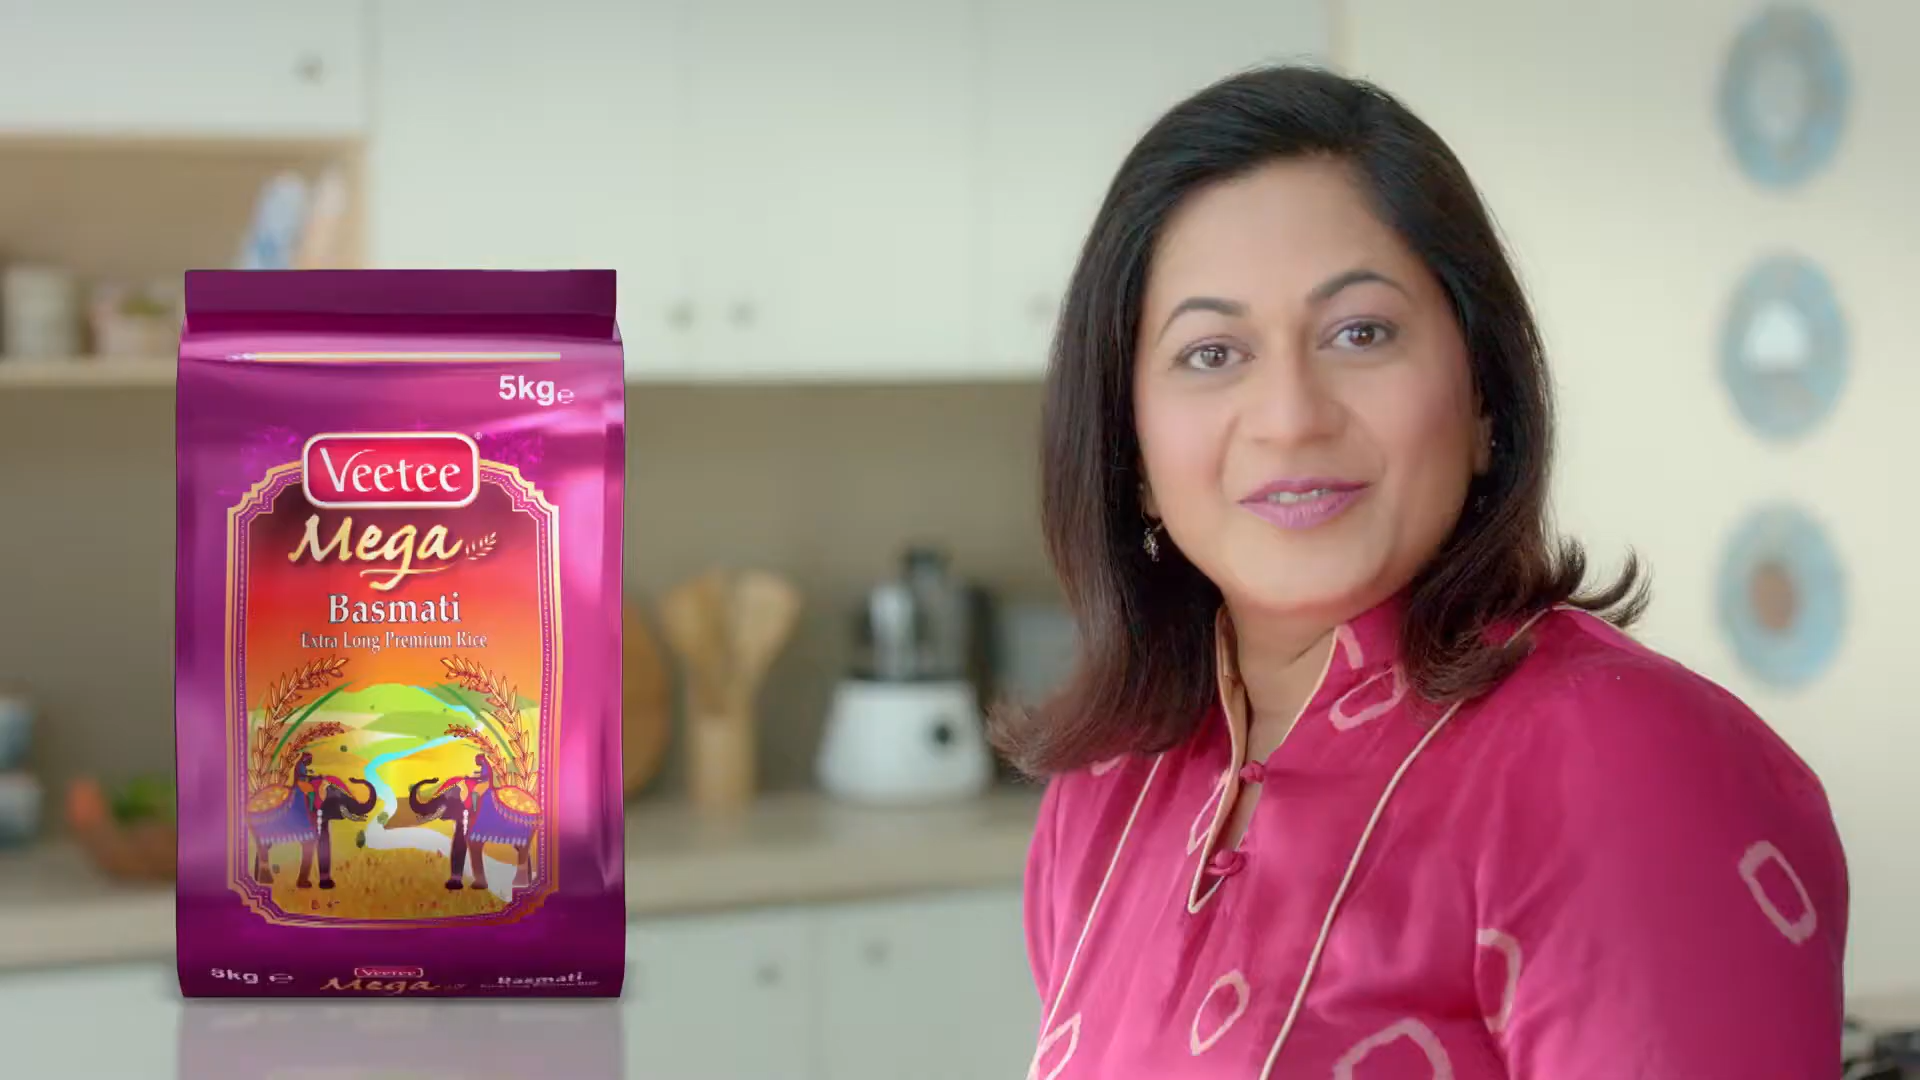 5kg℮
Veetee®
Mega
Basmati
Extra Long Premium Rice
5kg ℮
Veetee
Mega
Basmati